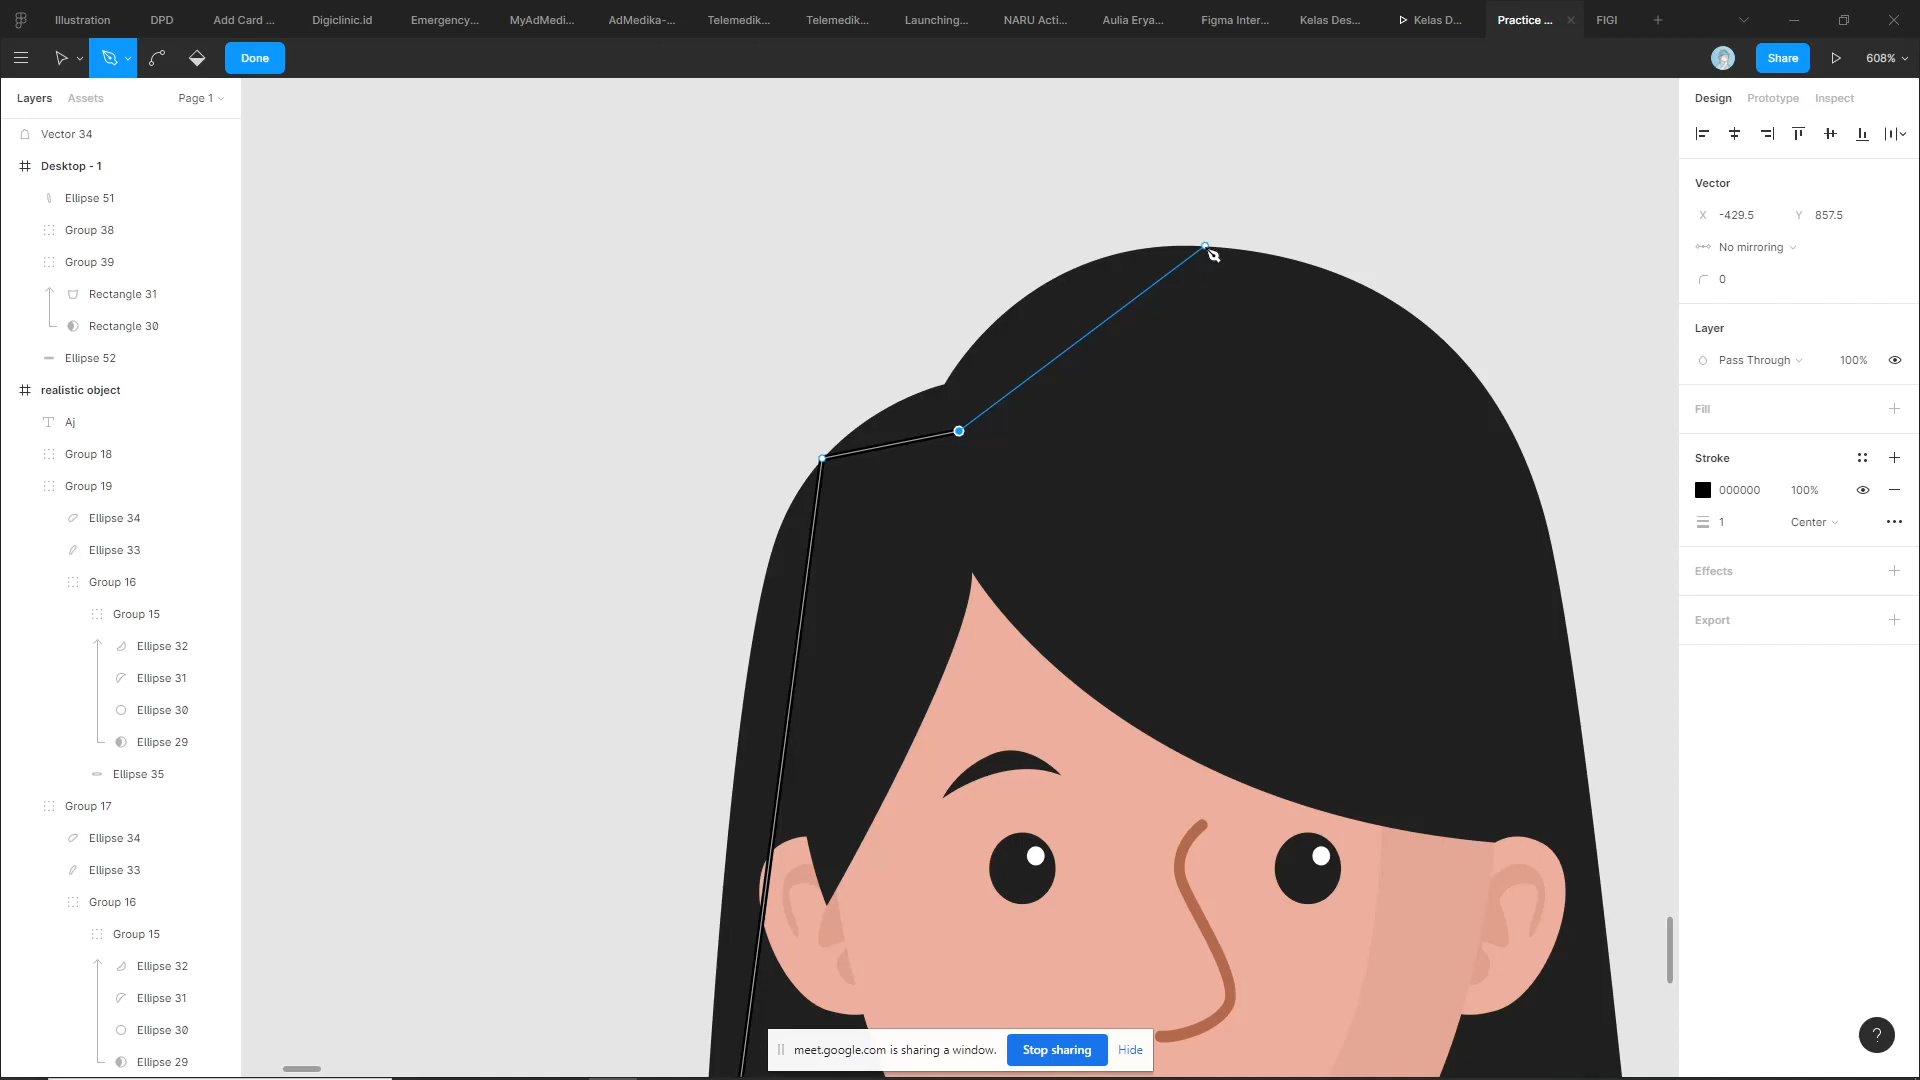 Illustration DPD Add Card ... Digiclinic.id Emergency... MyAdMedi... AdMedika-... Telemedik... Telemedik... Launching... NARU Acti... Aulia Erya... Figma Inter... Kelas Des... Kelas D... Practice ... FIGI
Done Share 608%
Layers Assets Page 1
Vector 34
Desktop - 1
Ellipse 51
Group 38
Group 39
Rectangle 31
Rectangle 30
Ellipse 52
realistic object
Aj
Group 18
Group 19
Ellipse 34
Ellipse 33
Group 16
Group 15
Ellipse 32
Ellipse 31
Ellipse 30
Ellipse 29
Ellipse 35
Group 17
Ellipse 34
Ellipse 33
Group 16
Group 15
Ellipse 32
Ellipse 31
Ellipse 30
Ellipse 29
Design Prototype Inspect
Vector
X -429.5 Y 857.5
No mirroring
0
Layer
Pass Through 100%
Fill
Stroke
000000 100%
1 Center
Effects
Export
meet.google.com is sharing a window. Stop sharing Hide
?